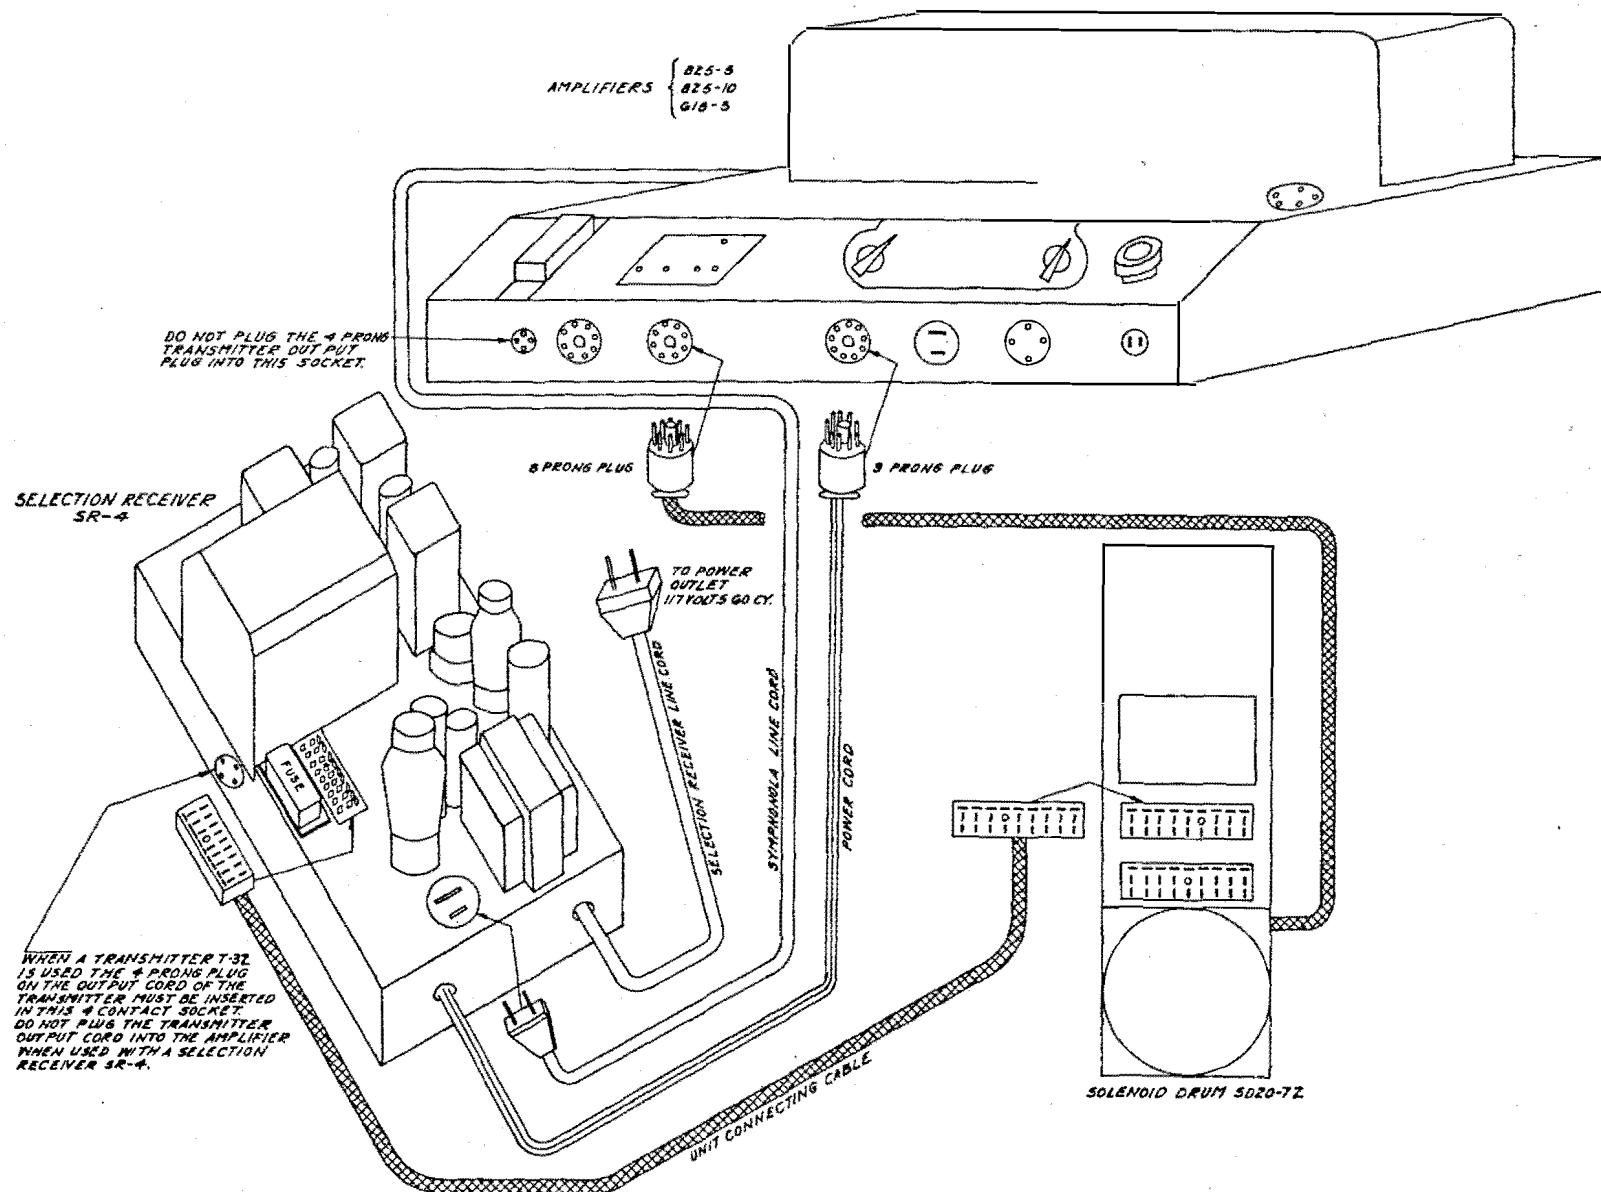 AMPLIFIERS
B25-5
B25-10
G18-5
DO NOT PLUG THE 4 PRONG
TRANSMITTER OUT PUT
PLUG INTO THIS SOCKET.
8 PRONG PLUG
9 PRONG PLUG
SELECTION RECEIVER
SR-4
TO POWER
OUTLET
117 VOLTS 60 CY.
SELECTION RECEIVER LINE CORD
SYMPHONOLA LINE CORD
POWER CORD
FUSE
WHEN A TRANSMITTER T-32
IS USED THE 4 PRONG PLUG
ON THE OUTPUT CORD OF THE
TRANSMITTER MUST BE INSERTED
IN THIS 4 CONTACT SOCKET.
DO NOT PLUG THE TRANSMITTER
OUTPUT CORD INTO THE AMPLIFIER
WHEN USED WITH A SELECTION
RECEIVER SR-4.
UNIT CONNECTING CABLE
SOLENOID DRUM SD20-72